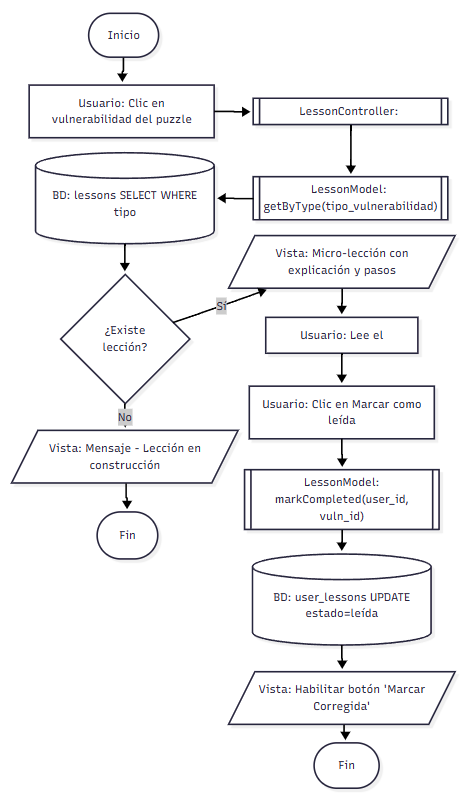 Inicio
Usuario: Clic en
vulnerabilidad del puzzle
LessonController:
LessonModel:
getByType(tipo_vulnerabilidad)
BD: lessons SELECT WHERE
tipo
¿Existe
lección?
Sí
Vista: Micro-lección con
explicación y pasos
Usuario: Lee el
Usuario: Clic en Marcar como
leída
No
Vista: Mensaje - Lección en
construcción
Fin
LessonModel:
markCompleted(user_id,
vuln_id)
BD: user_lessons UPDATE
estado=leída
Vista: Habilitar botón 'Marcar
Corregida'
Fin